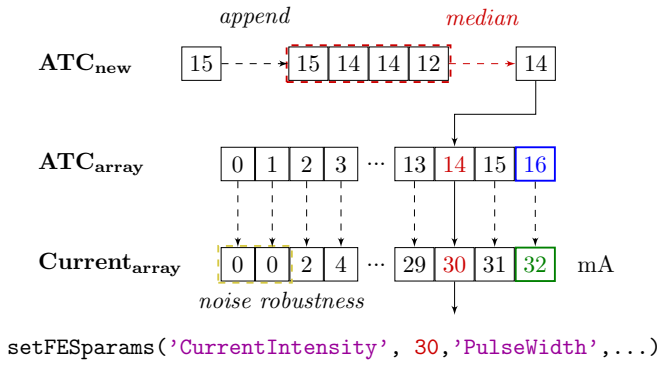 append median
ATCnew 15 15 14 14 12 14
ATCarray 0 1 2 3 ... 13 14 15 16
Currentarray 0 0 2 4 ... 29 30 31 32 mA
noise robustness
setFESparams('CurrentIntensity', 30,'PulseWidth',...)